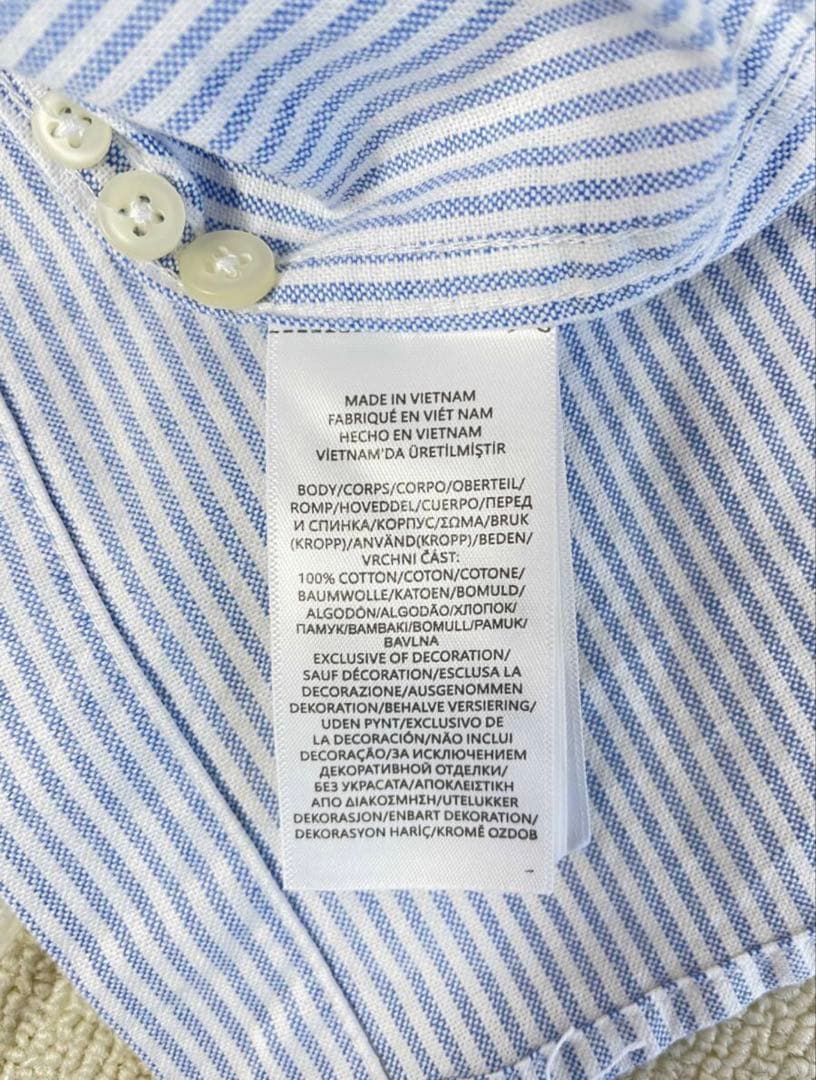 MADE IN VIETNAM
FABRIQUÉ EN VIÉT NAM
HECHO EN VIETNAM
VİETNAM'DA ÜRETİLMİŞTİR
BODY/CORPS/CORPO/OBERTEIL/
ROMP/HOVEDDEL/CUERPO/ПЕРЕД
И СПИНКА/КОРПУС/ΣΩΜΑ/BRUK
(KROPP)/ANVÄND(KROPP)/BEDEN/
VRCHNI ČÁST:
100% COTTON/COTON/COTONE/
BAUMWOLLE/KATOEN/BOMULD/
ALGODÓN/ALGODÃO/ХЛОПОК/
ПАМУК/ΒΑΜΒΑΚΙ/BOMULL/PAMUK/
BAVLNA
EXCLUSIVE OF DECORATION/
SAUF DÉCORATION/ESCLUSA LA
DECORAZIONE/AUSGENOMMEN
DEKORATION/BEHALVE VERSIERING/
UDEN PYNT/EXCLUSIVO DE
LA DECORACIÓN/NÃO INCLUI
DECORAÇÃO/ЗА ИСКЛЮЧЕНИЕМ
ДЕКОРАТИВНОЙ ОТДЕЛКИ/
БЕЗ УКРАСАТА/ΑΠΟΚΛΕΙΣΤΙΚΗ
ΑΠΟ ΔΙΑΚΟΣΜΗΣΗ/UTELUKKER
DEKORASJON/ENBART DEKORATION/
DEKORASYON HARİÇ/KROMĚ OZDOB